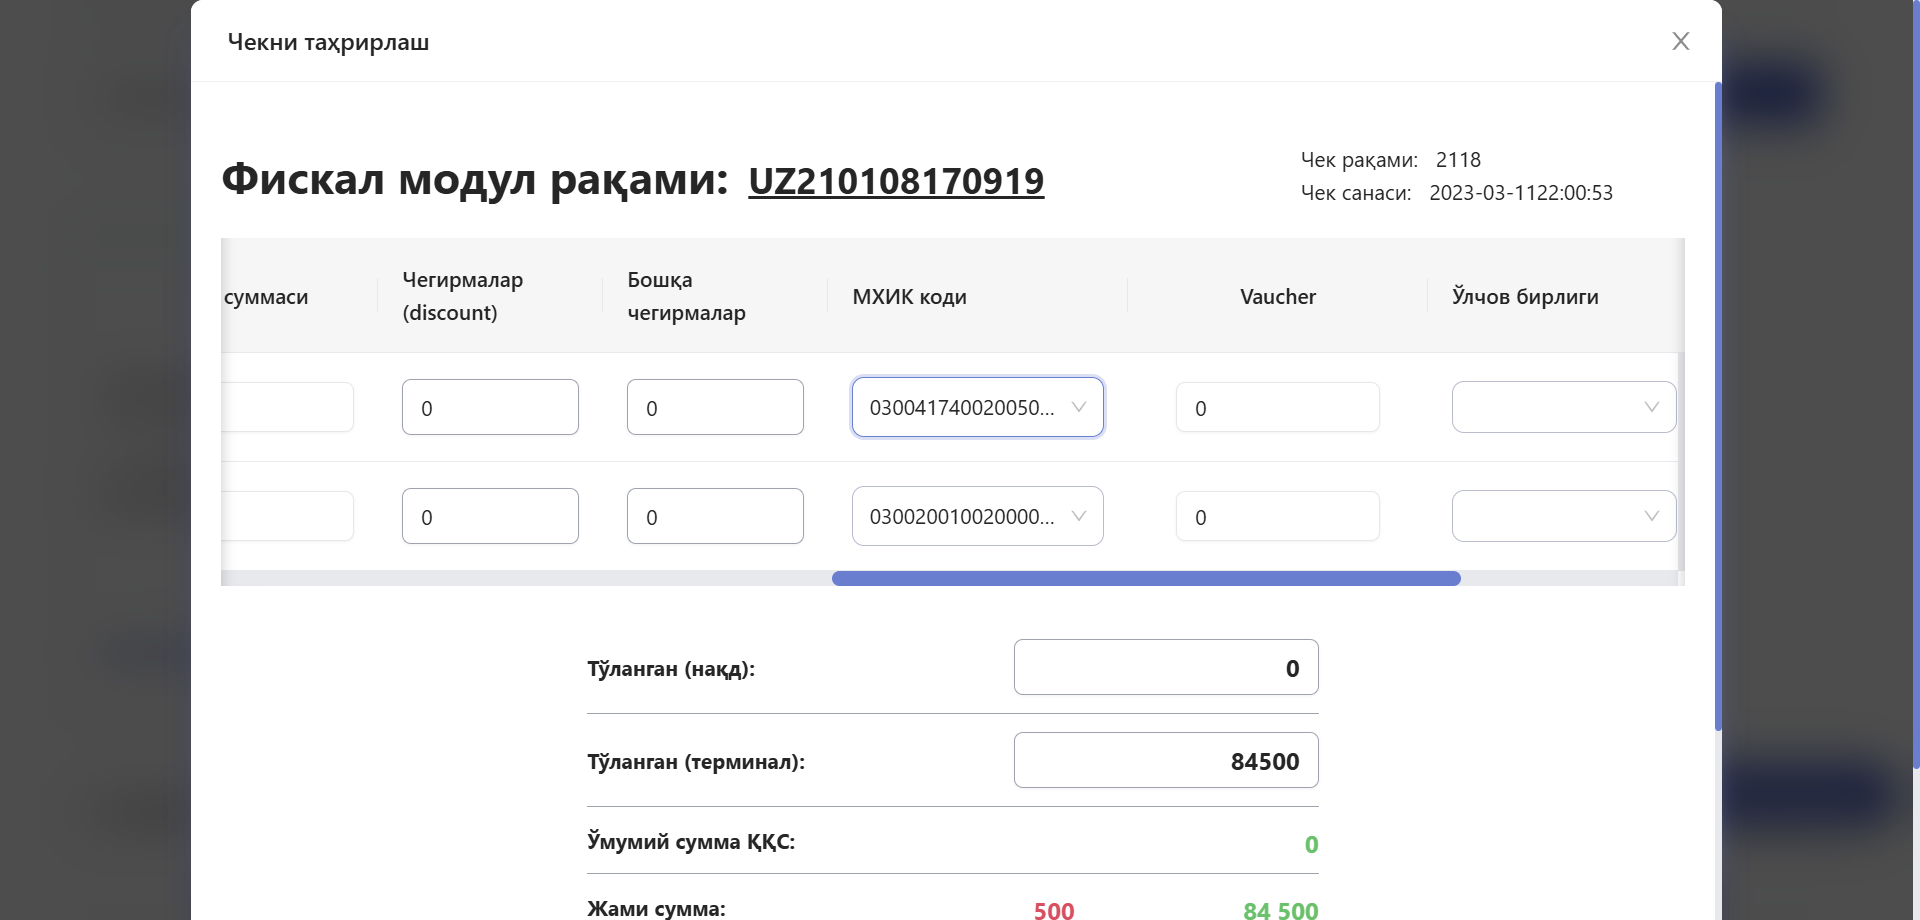 Чекни таҳрирлаш
Фискал модул рақами: UZ210108170919
Чек рақами: 2118
Чек санаси: 2023-03-1122:00:53
суммаси
Чегирмалар (discount)
Бошқа чегирмалар
МХИК коди
Vaucher
Ўлчов бирлиги
0 0 030041740020050... 0
0 0 030020010020000... 0
Тўланган (нақд): 0
Тўланган (терминал): 84500
Ўмумий сумма ҚҚС: 0
Жами сумма: 500 84 500